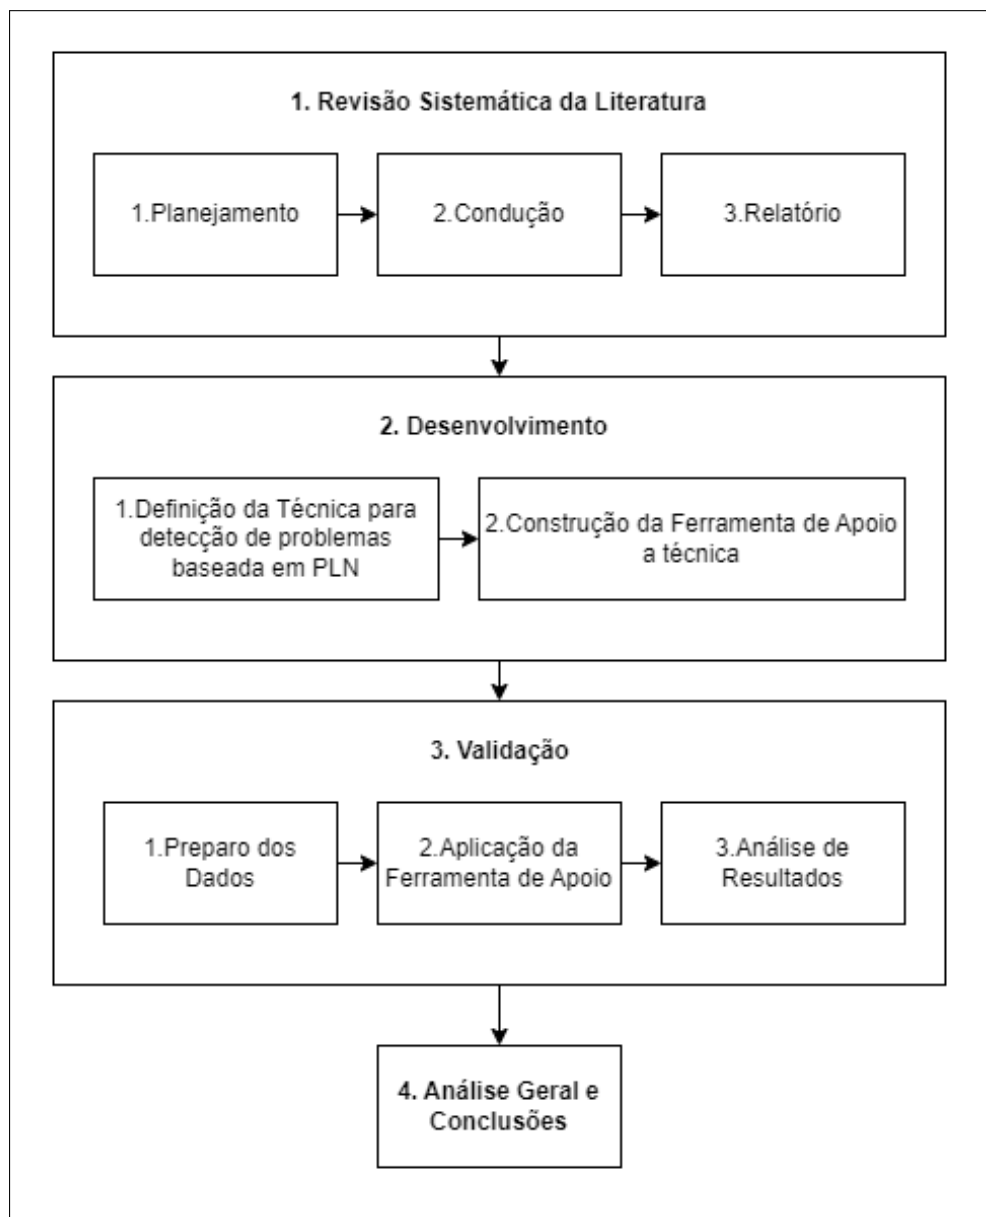 1. Revisão Sistemática da Literatura
1.Planejamento
2.Condução
3.Relatório
2. Desenvolvimento
1.Definição da Técnica para
detecção de problemas
baseada em PLN
2.Construção da Ferramenta de Apoio
a técnica
3. Validação
1.Preparo dos
Dados
2.Aplicação da
Ferramenta de Apoio
3.Análise de
Resultados
4. Análise Geral e
Conclusões